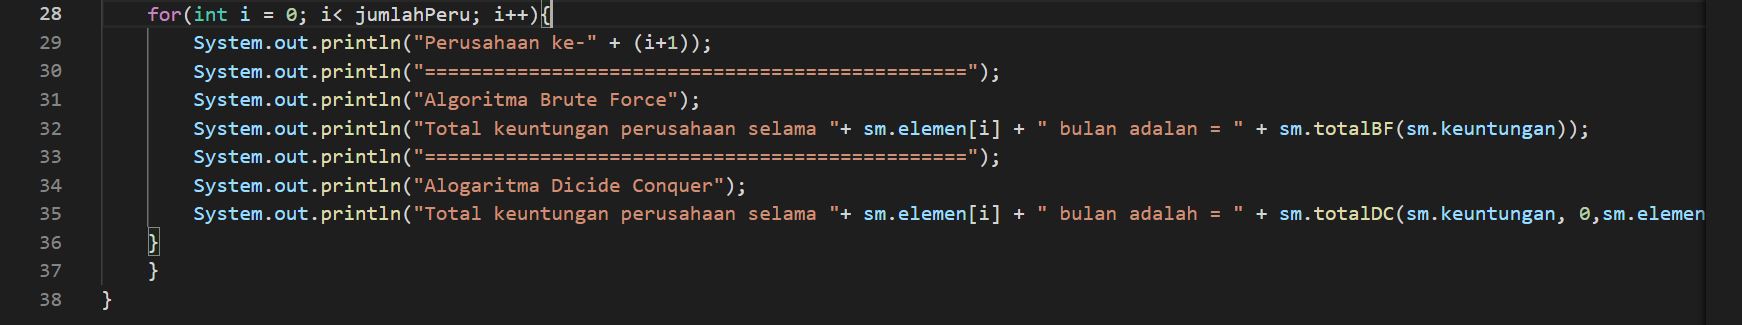 28 for(int i = 0; i< jumlahPeru; i++){
29 System.out.println("Perusahaan ke-" + (i+1));
30 System.out.println("===============================================");
31 System.out.println("Algoritma Brute Force");
32 System.out.println("Total keuntungan perusahaan selama "+ sm.elemen[i] + " bulan adalan = " + sm.totalBF(sm.keuntungan));
33 System.out.println("===============================================");
34 System.out.println("Alogaritma Dicide Conquer");
35 System.out.println("Total keuntungan perusahaan selama "+ sm.elemen[i] + " bulan adalah = " + sm.totalDC(sm.keuntungan, 0,sm.elemen
36 }
37 }
38 }